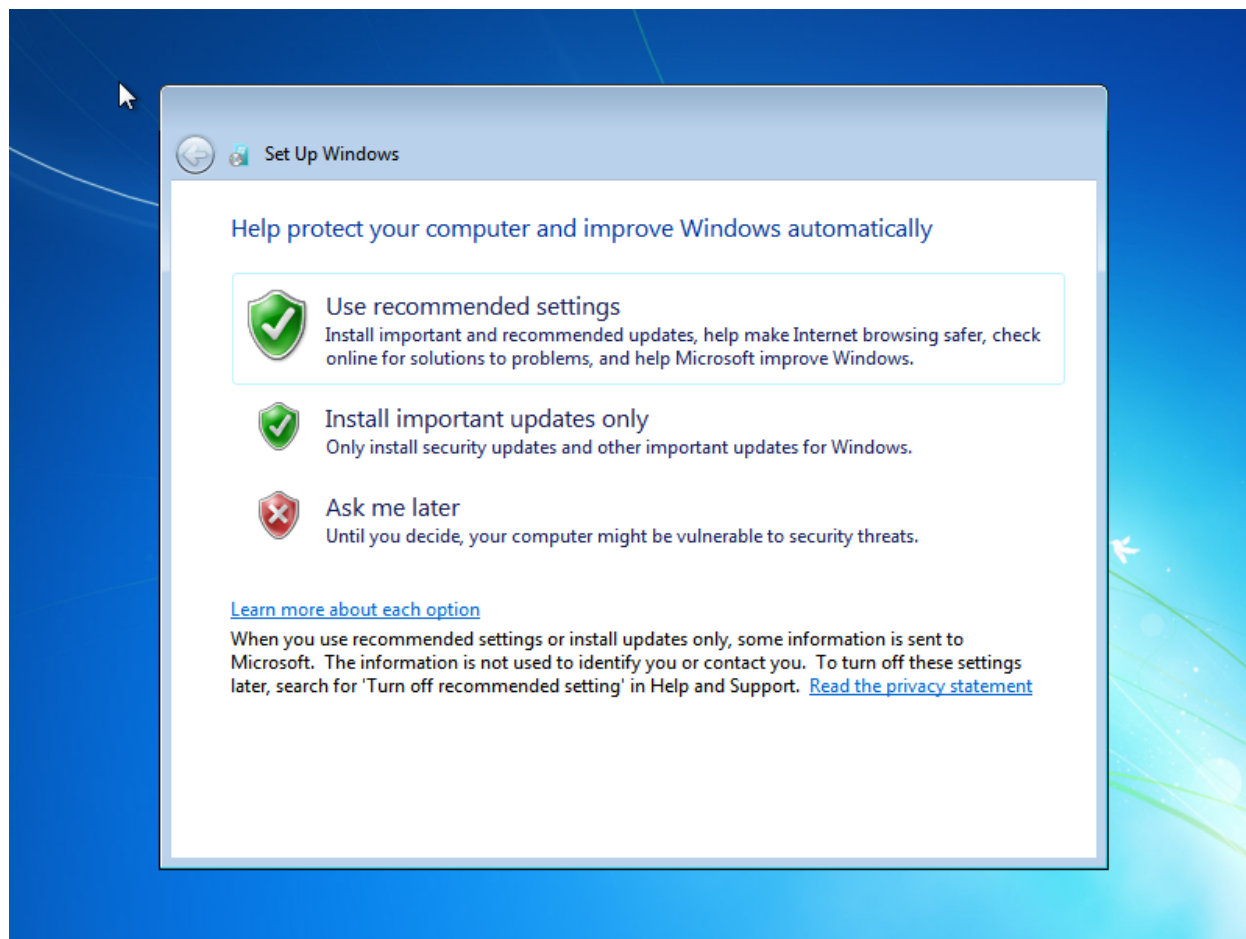 Set Up Windows
Help protect your computer and improve Windows automatically
Use recommended settings
Install important and recommended updates, help make Internet browsing safer, check
online for solutions to problems, and help Microsoft improve Windows.
Install important updates only
Only install security updates and other important updates for Windows.
Ask me later
Until you decide, your computer might be vulnerable to security threats.
Learn more about each option
When you use recommended settings or install updates only, some information is sent to
Microsoft.  The information is not used to identify you or contact you.  To turn off these settings
later, search for 'Turn off recommended setting' in Help and Support.  Read the privacy statement